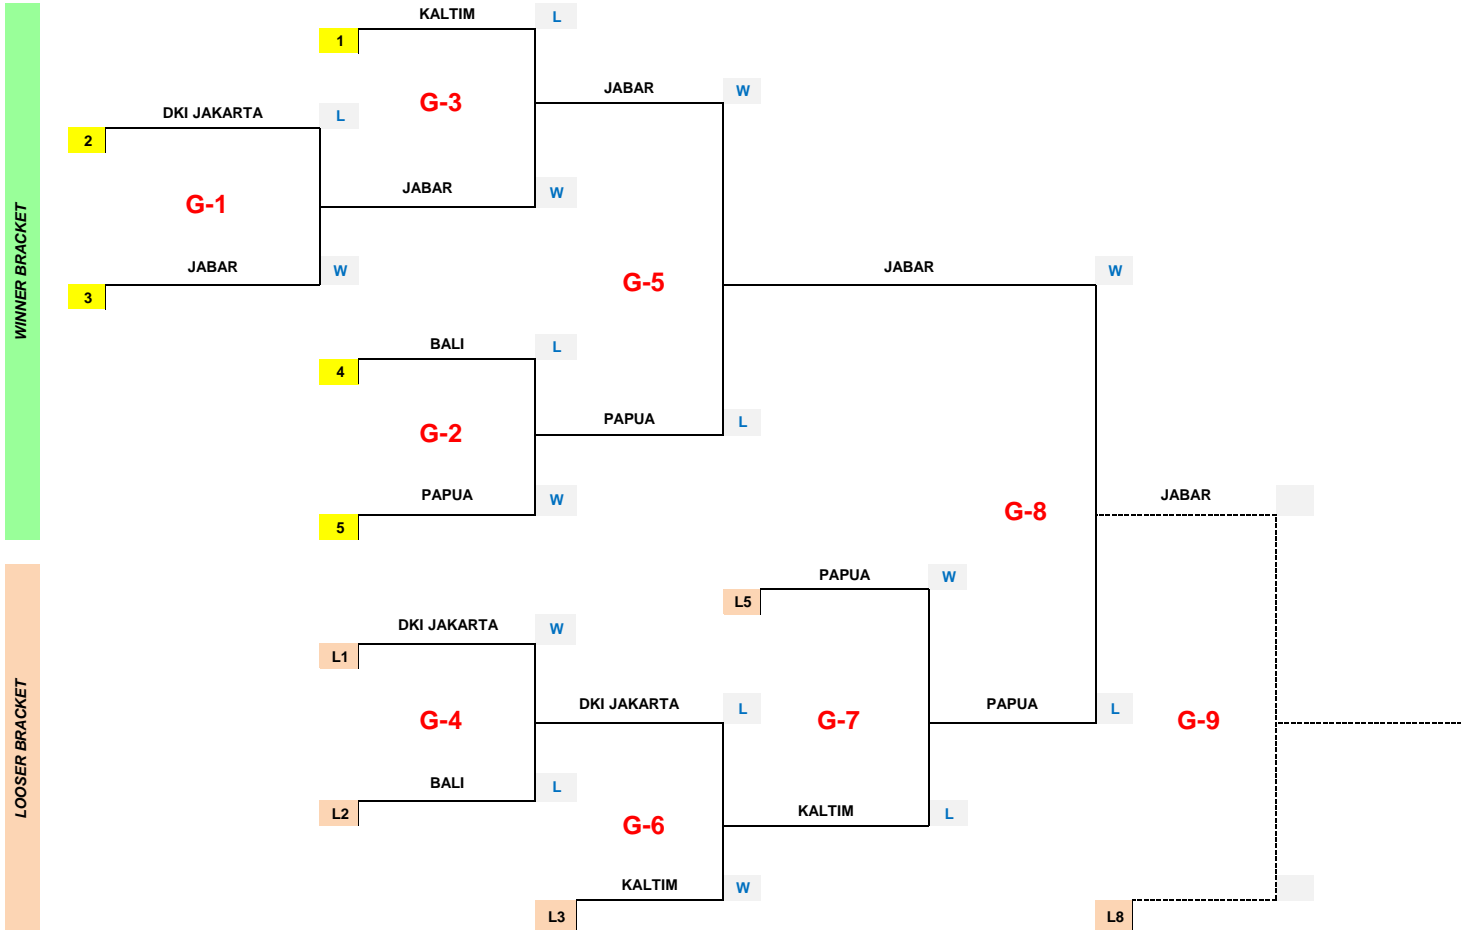 WINNER BRACKET
KALTIM
L
1
G-3
JABAR
W
DKI JAKARTA
L
2
G-1
JABAR
W
JABAR
W
3
G-5
JABAR
W
BALI
L
4
G-2
PAPUA
L
PAPUA
W
5
G-8
JABAR
LOOSER BRACKET
PAPUA
W
L5
DKI JAKARTA
W
L1
G-4
DKI JAKARTA
L
G-7
PAPUA
L
G-9
BALI
L
L2
G-6
KALTIM
L
KALTIM
W
L3
L8